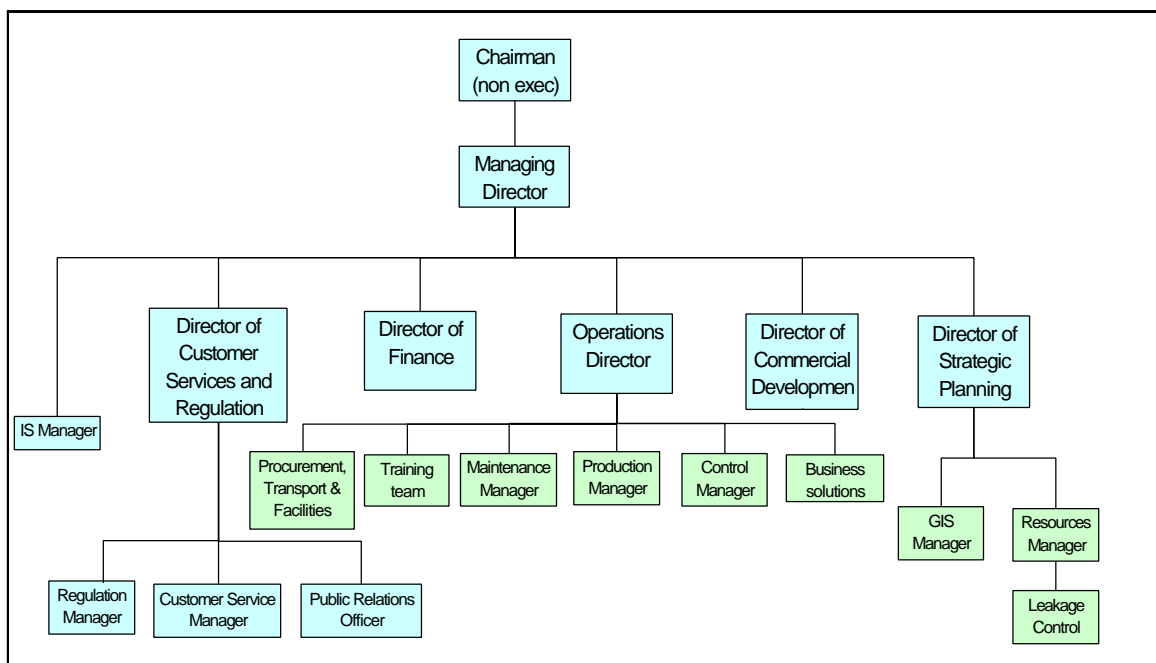 Chairman
(non exec)
Managing
Director
Director of
Customer
Services and
Regulation
Director of
Finance
Operations
Director
Director of
Commercial
Developmen
Director of
Strategic
Planning
IS Manager
Procurement,
Transport &
Facilities
Training
team
Maintenance
Manager
Production
Manager
Control
Manager
Business
solutions
GIS
Manager
Resources
Manager
Regulation
Manager
Customer Service
Manager
Public Relations
Officer
Leakage
Control